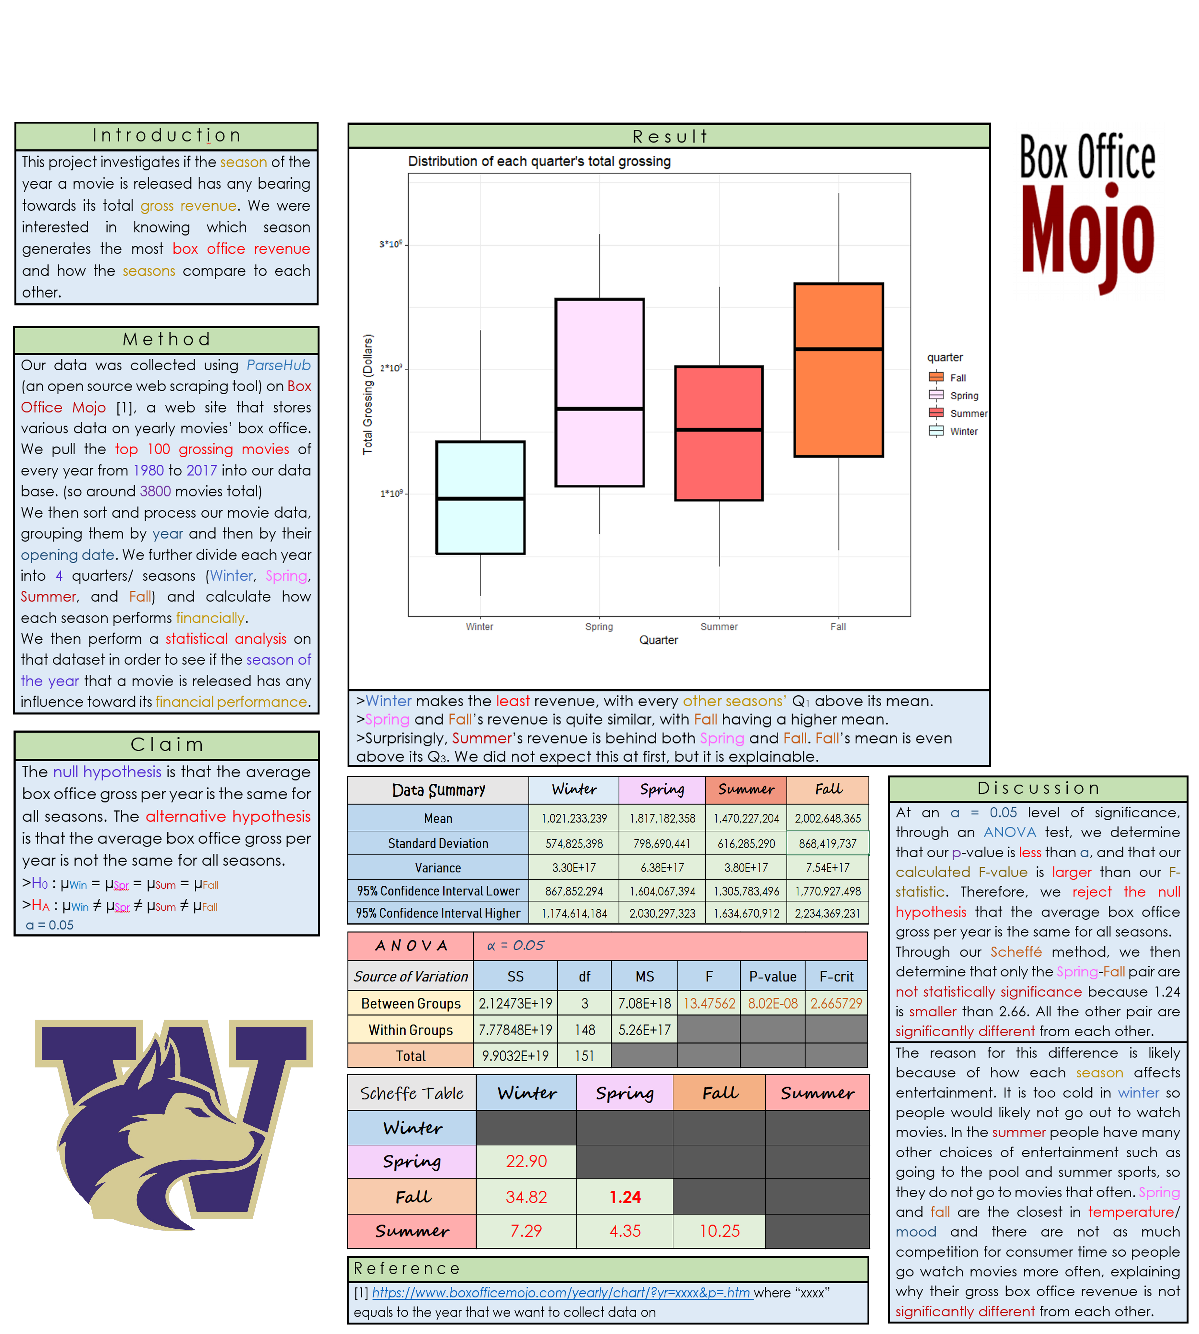 Introduction
This project investigates if the season of the
year a movie is released has any bearing
towards its total gross revenue. We were
interested in knowing which season
generates the most box office revenue
and how the seasons compare to each
other.
Method
Our data was collected using ParseHub
(an open source web scraping tool) on Box
Office Mojo [1], a web site that stores
various data on yearly movies' box office.
We pull the top 100 grossing movies of
every year from 1980 to 2017 into our data
base. (so around 3800 movies total)
We then sort and process our movie data,
grouping them by year and then by their
opening date. We further divide each year
into 4 quarters/ seasons (Winter, Spring,
Summer, and Fall) and calculate how
each season performs financially.
We then perform a statistical analysis on
that dataset in order to see if the season of
the year that a movie is released has any
influence toward its financial performance.
Claim
The null hypothesis is that the average
box office gross per year is the same for
all seasons. The alternative hypothesis
is that the average box office gross per
year is not the same for all seasons.
>H0 : μWin = μSpr = μSum = μFall
>HA : μWin ≠ μSpr ≠ μSum ≠ μFall
α = 0.05
W
Result
Distribution of each quarter's total grossing
Total Grossing (Dollars)
3*10⁹
2*10⁹
1*10⁹
Winter Spring Summer Fall
Quarter
quarter
Fall
Spring
Summer
Winter
>Winter makes the least revenue, with every other seasons' Q1 above its mean.
>Spring and Fall's revenue is quite similar, with Fall having a higher mean.
>Surprisingly, Summer's revenue is behind both Spring and Fall. Fall's mean is even
above its Q3. We did not expect this at first, but it is explainable.
Data Summary Winter Spring Summer Fall
Mean 1,021,233,239 1,817,182,358 1,470,227,204 2,002,648,365
Standard Deviation 574,825,398 798,690,441 616,285,290 868,419,737
Variance 3.30E+17 6.38E+17 3.80E+17 7.54E+17
95% Confidence Interval Lower 867,852,294 1,604,067,394 1,305,783,496 1,770,927,498
95% Confidence Interval Higher 1,174,614,184 2,030,297,323 1,634,670,912 2,234,369,231
ANOVA α = 0.05
Source of Variation SS df MS F P-value F-crit
Between Groups 2.12473E+19 3 7.08E+18 13.47562 8.02E-08 2.665729
Within Groups 7.77848E+19 148 5.26E+17
Total 9.9032E+19 151
Scheffe Table Winter Spring Fall Summer
Winter
Spring 22.90
Fall 34.82 1.24
Summer 7.29 4.35 10.25
Reference
[1] https://www.boxofficemojo.com/yearly/chart/?yr=xxxx&p=.htm where "xxxx"
equals to the year that we want to collect data on
Box Office
Mojo
Discussion
At an α = 0.05 level of significance,
through an ANOVA test, we determine
that our p-value is less than α, and that our
calculated F-value is larger than our F-
statistic. Therefore, we reject the null
hypothesis that the average box office
gross per year is the same for all seasons.
Through our Scheffé method, we then
determine that only the Spring-Fall pair are
not statistically significance because 1.24
is smaller than 2.66. All the other pair are
significantly different from each other.
The reason for this difference is likely
because of how each season affects
entertainment. It is too cold in winter so
people would likely not go out to watch
movies. In the summer people have many
other choices of entertainment such as
going to the pool and summer sports, so
they do not go to movies that often. Spring
and fall are the closest in temperature/
mood and there are not as much
competition for consumer time so people
go watch movies more often, explaining
why their gross box office revenue is not
significantly different from each other.